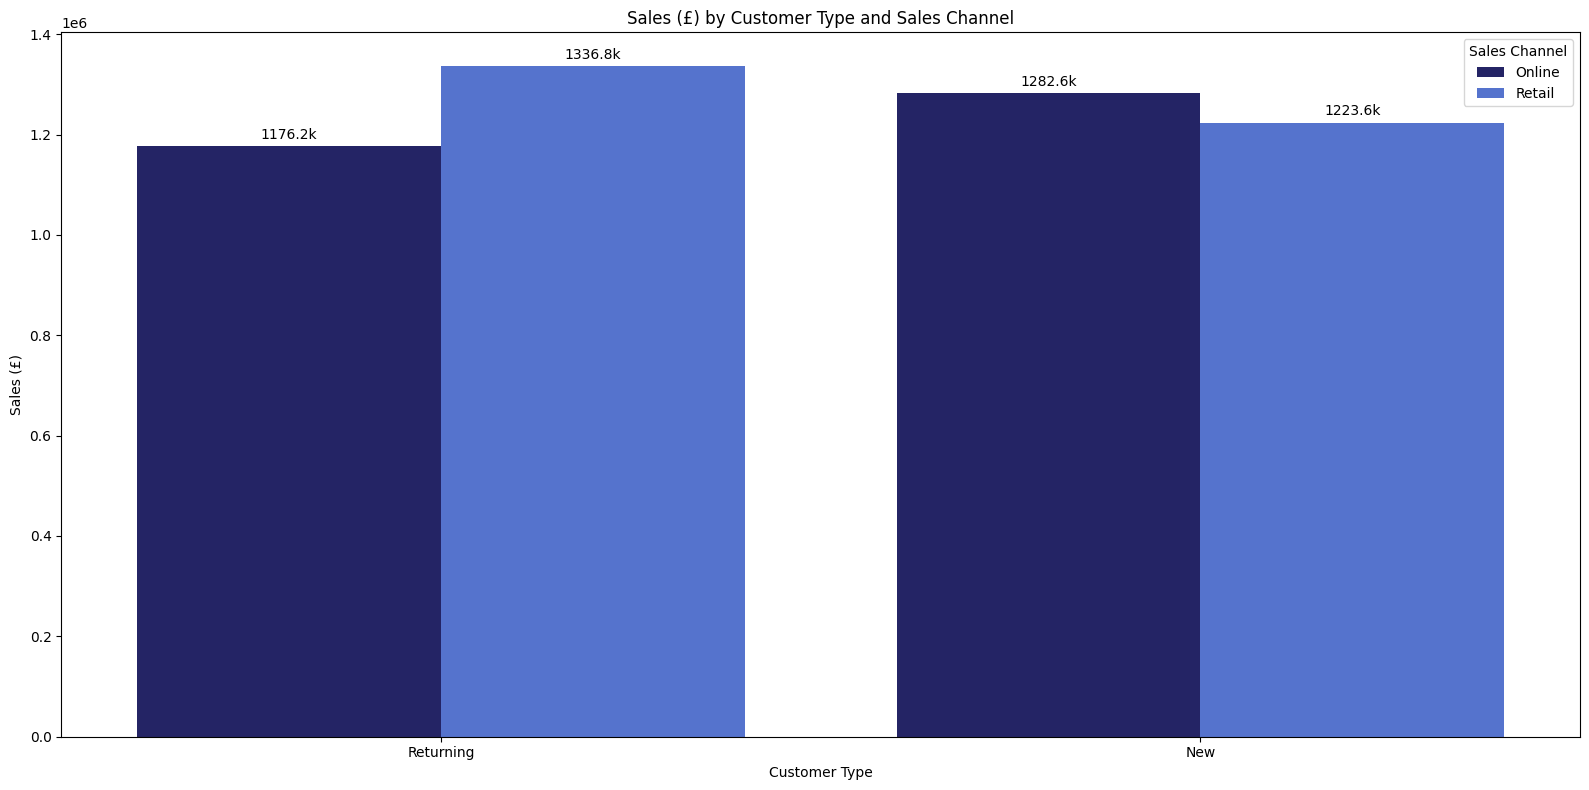 Sales (£) by Customer Type and Sales Channel
1e6
1.4
1.2
1.0
0.8
0.6
0.4
0.2
0.0
Sales (£)
1176.2k
1336.8k
1282.6k
1223.6k
Sales Channel
Online
Retail
Returning
New
Customer Type